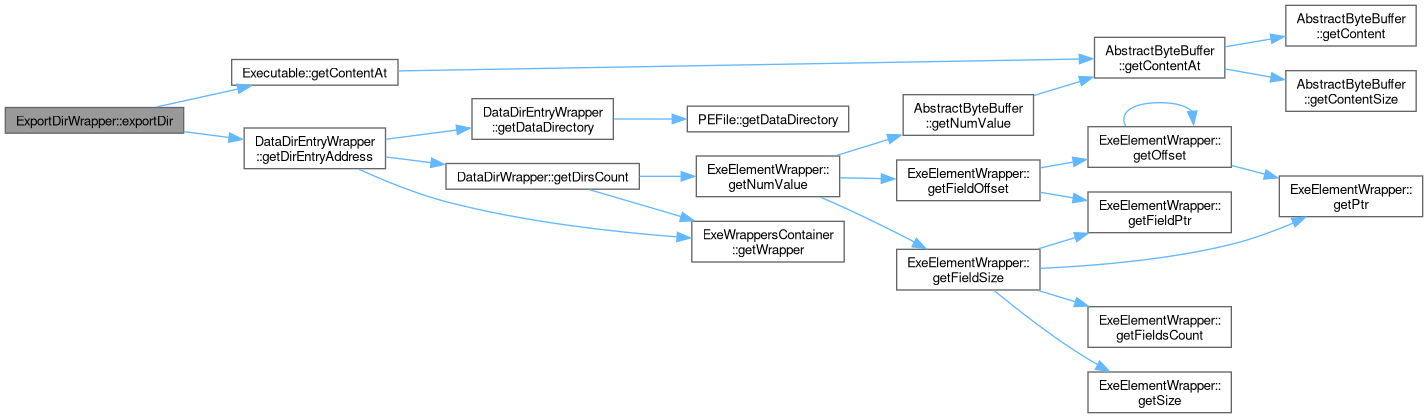 ExportDirWrapper::exportDir
Executable::getContentAt
DataDirEntryWrapper
::getDirEntryAddress
DataDirEntryWrapper
::getDataDirectory
DataDirWrapper::getDirsCount
PEFile::getDataDirectory
ExeElementWrapper::
getNumValue
ExeWrappersContainer
::getWrapper
AbstractByteBuffer
::getNumValue
ExeElementWrapper::
getFieldOffset
ExeElementWrapper::
getFieldSize
AbstractByteBuffer
::getContentAt
ExeElementWrapper::
getOffset
ExeElementWrapper::
getFieldPtr
ExeElementWrapper::
getFieldsCount
ExeElementWrapper::
getSize
AbstractByteBuffer
::getContent
AbstractByteBuffer
::getContentSize
ExeElementWrapper::
getPtr